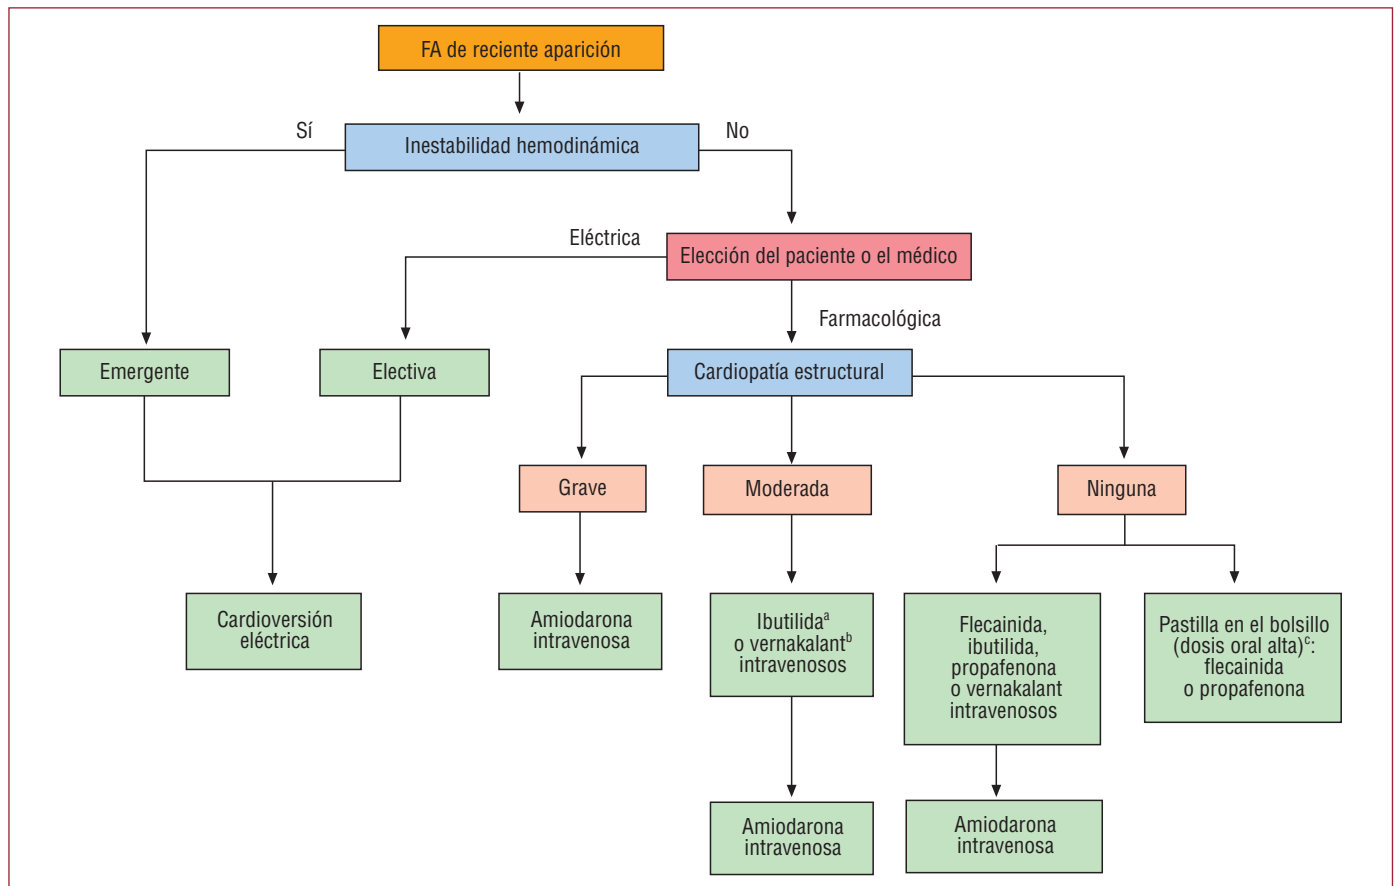 FA de reciente aparición
Sí
Inestabilidad hemodinámica
No
Eléctrica
Elección del paciente o el médico
Farmacológica
Emergente
Electiva
Cardiopatía estructural
Grave
Moderada
Ninguna
Cardioversión
eléctrica
Amiodarona
intravenosa
Ibutilidaᵃ
o vernakalantᵇ
intravenosos
Flecainida,
ibutilida,
propafenona
o vernakalant
intravenosos
Pastilla en el bolsillo
(dosis oral alta)ᶜ:
flecainida
o propafenona
Amiodarona
intravenosa
Amiodarona
intravenosa